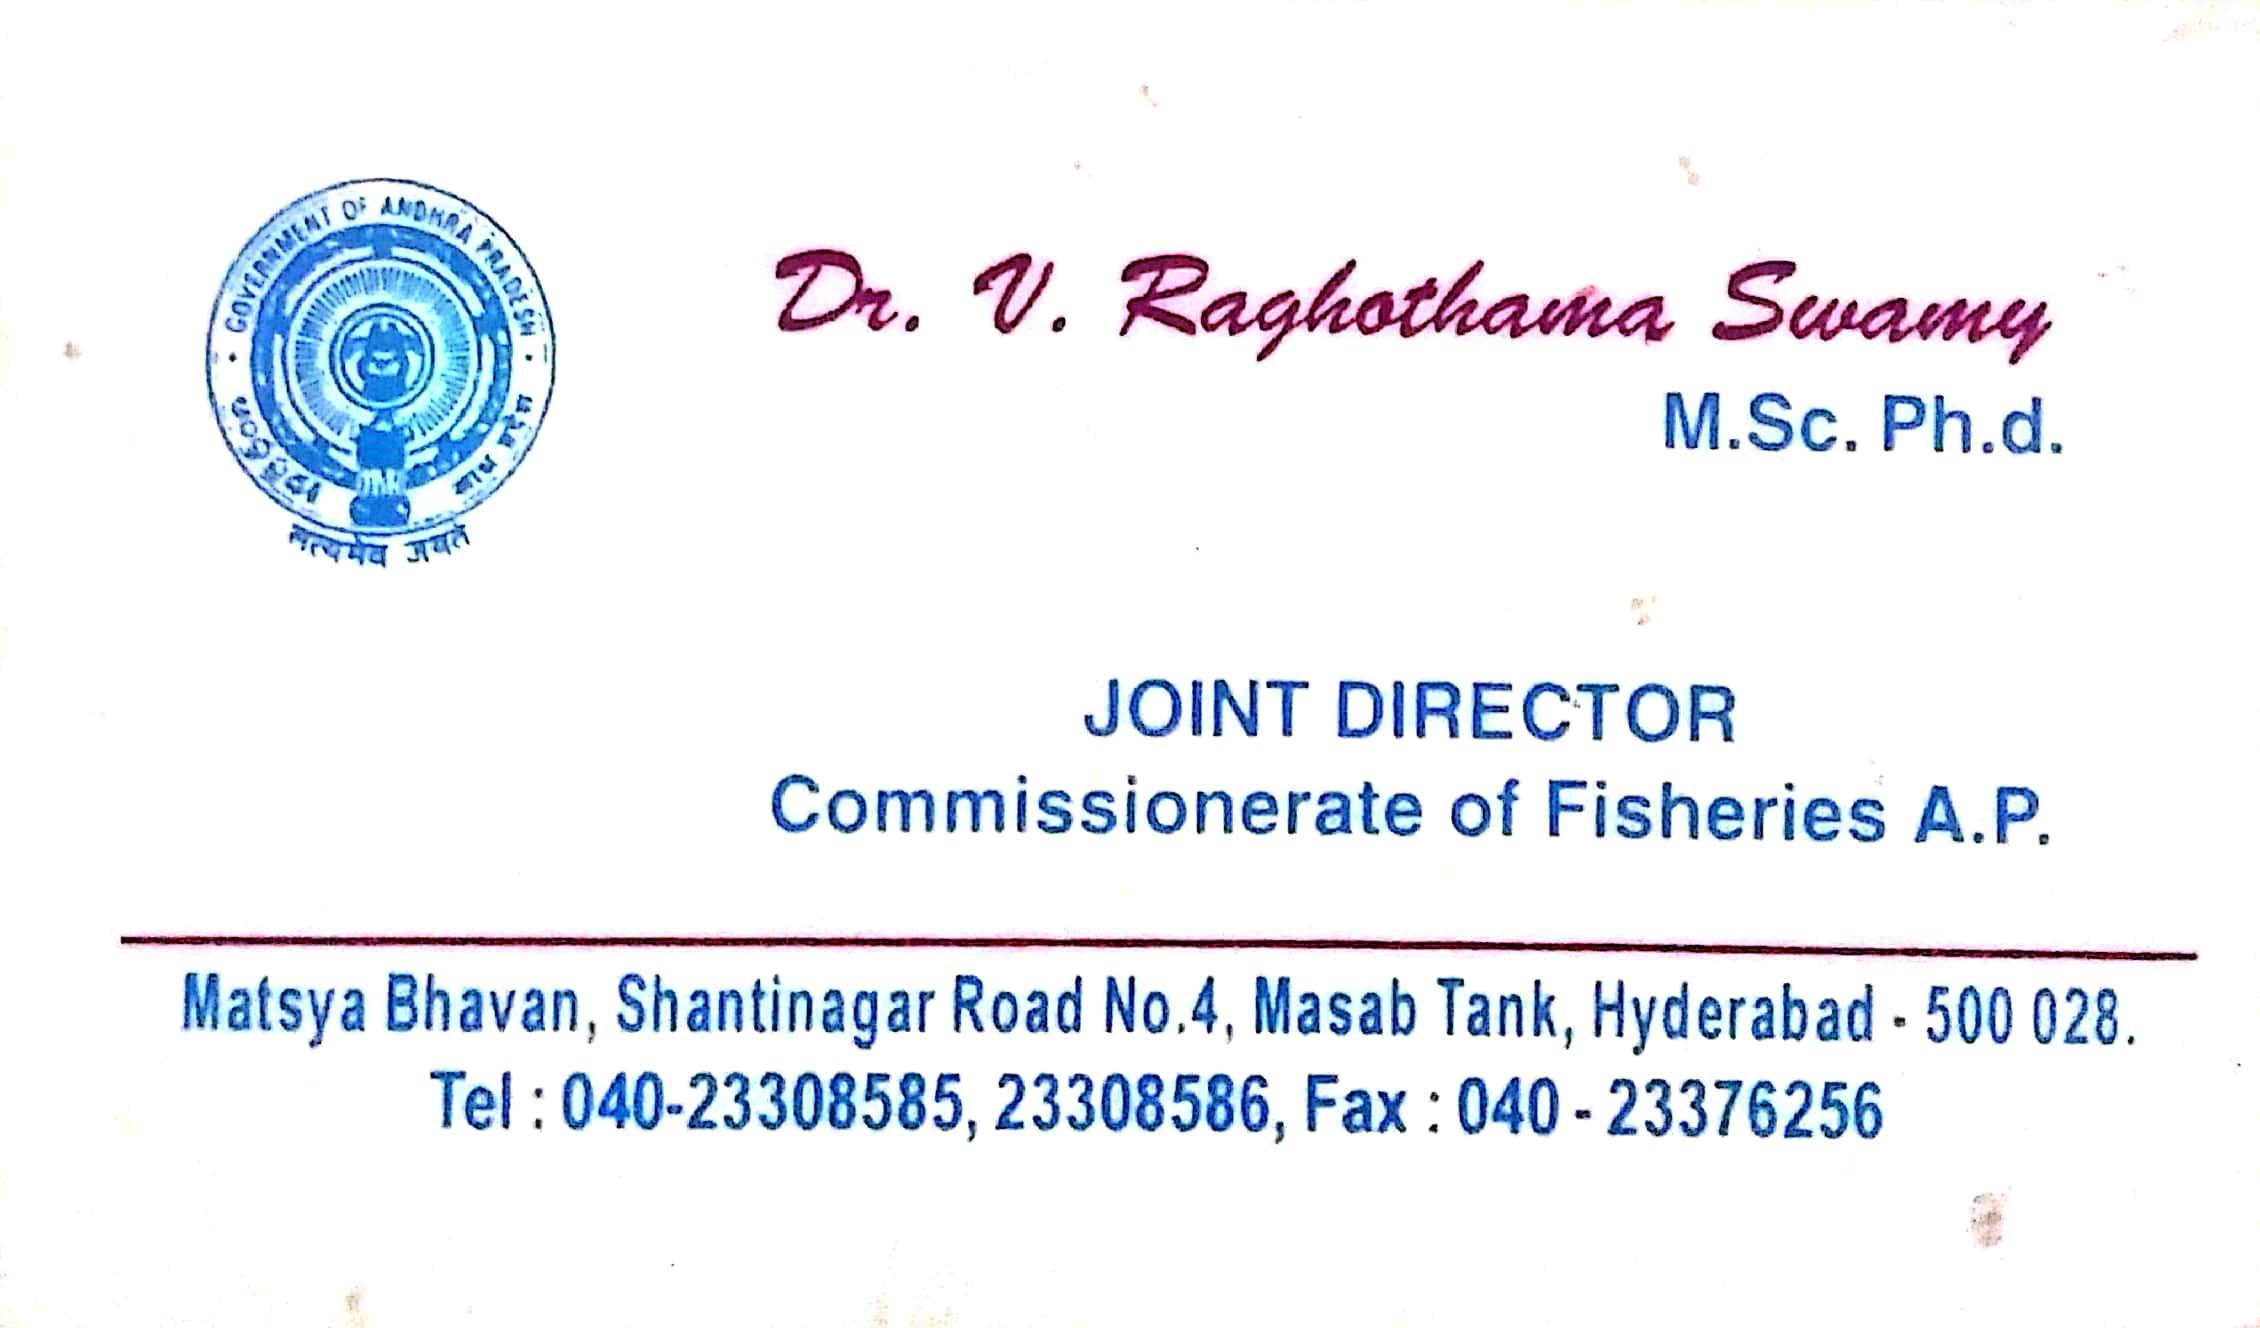 GOVERNMENT OF ANDHRA PRADESH
सत्यमेव जयते
Dr. V. Raghothama Swamy
M.Sc. Ph.d.
JOINT DIRECTOR
Commissionerate of Fisheries A.P.
Matsya Bhavan, Shantinagar Road No.4, Masab Tank, Hyderabad - 500 028.
Tel : 040-23308585, 23308586, Fax : 040 - 23376256